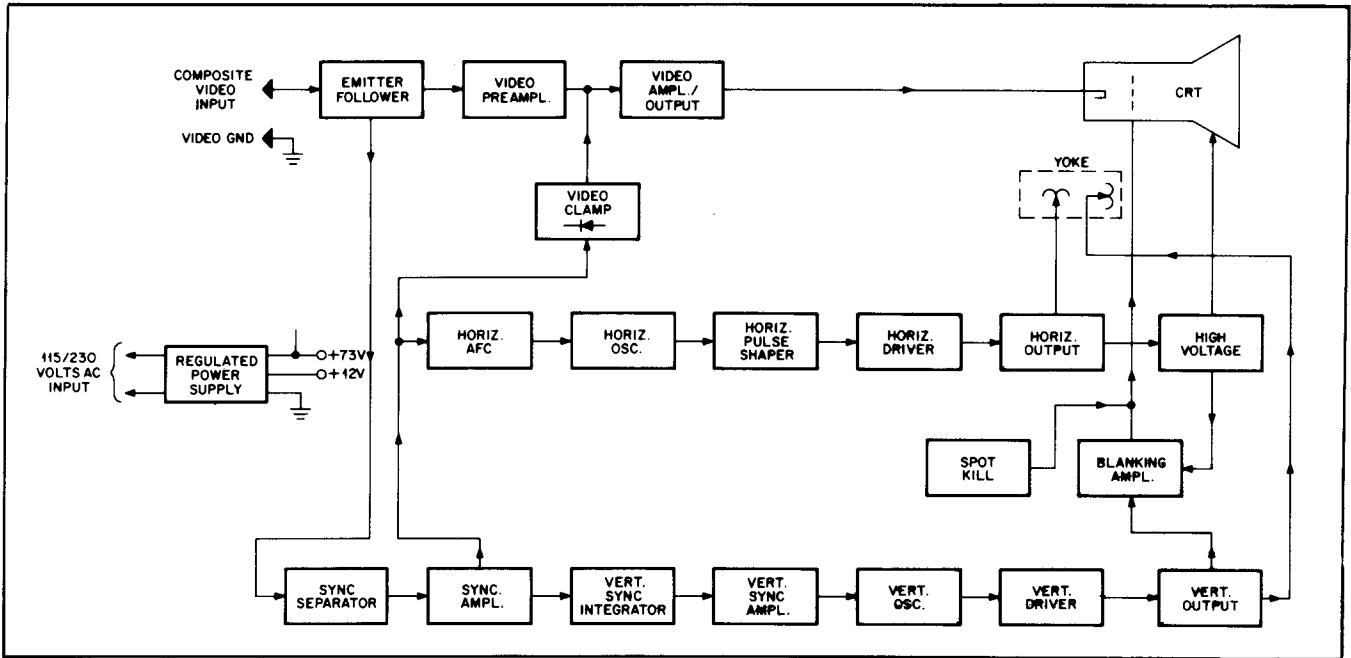 COMPOSITE
VIDEO
INPUT
VIDEO GND
EMITTER
FOLLOWER
VIDEO
PREAMPL.
VIDEO
AMPL./
OUTPUT
CRT
YOKE
VIDEO
CLAMP
115/230
VOLTS AC
INPUT
REGULATED
POWER
SUPPLY
+73V
+12V
HORIZ.
AFC
HORIZ.
OSC.
HORIZ.
PULSE
SHAPER
HORIZ.
DRIVER
HORIZ.
OUTPUT
HIGH
VOLTAGE
SPOT
KILL
BLANKING
AMPL.
SYNC
SEPARATOR
SYNC.
AMPL.
VERT.
SYNC
INTEGRATOR
VERT.
SYNC
AMPL.
VERT.
OSC.
VERT.
DRIVER
VERT.
OUTPUT